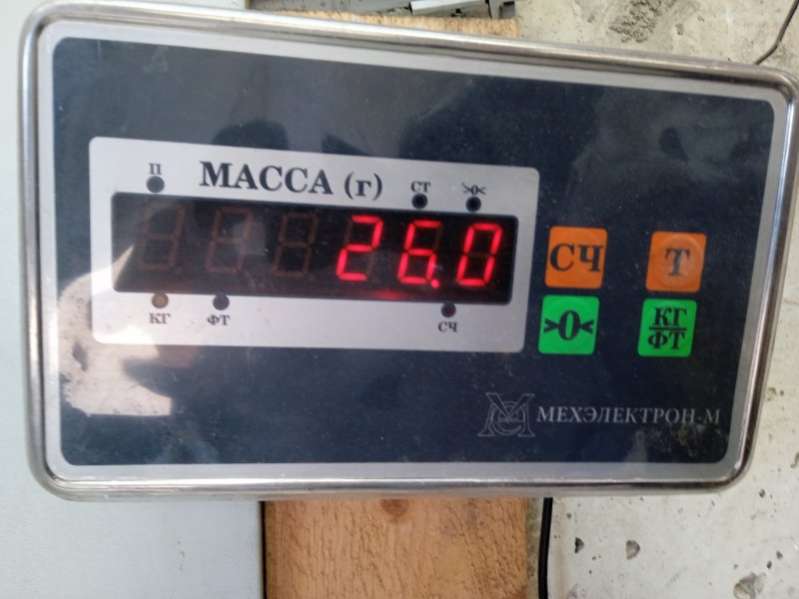 П
МАССА (г)
СТ
>0<
26.0
КГ
ФТ
СЧ
СЧ
Т
>0<
КГ
ФТ
МЕХЭЛЕКТРОН-М